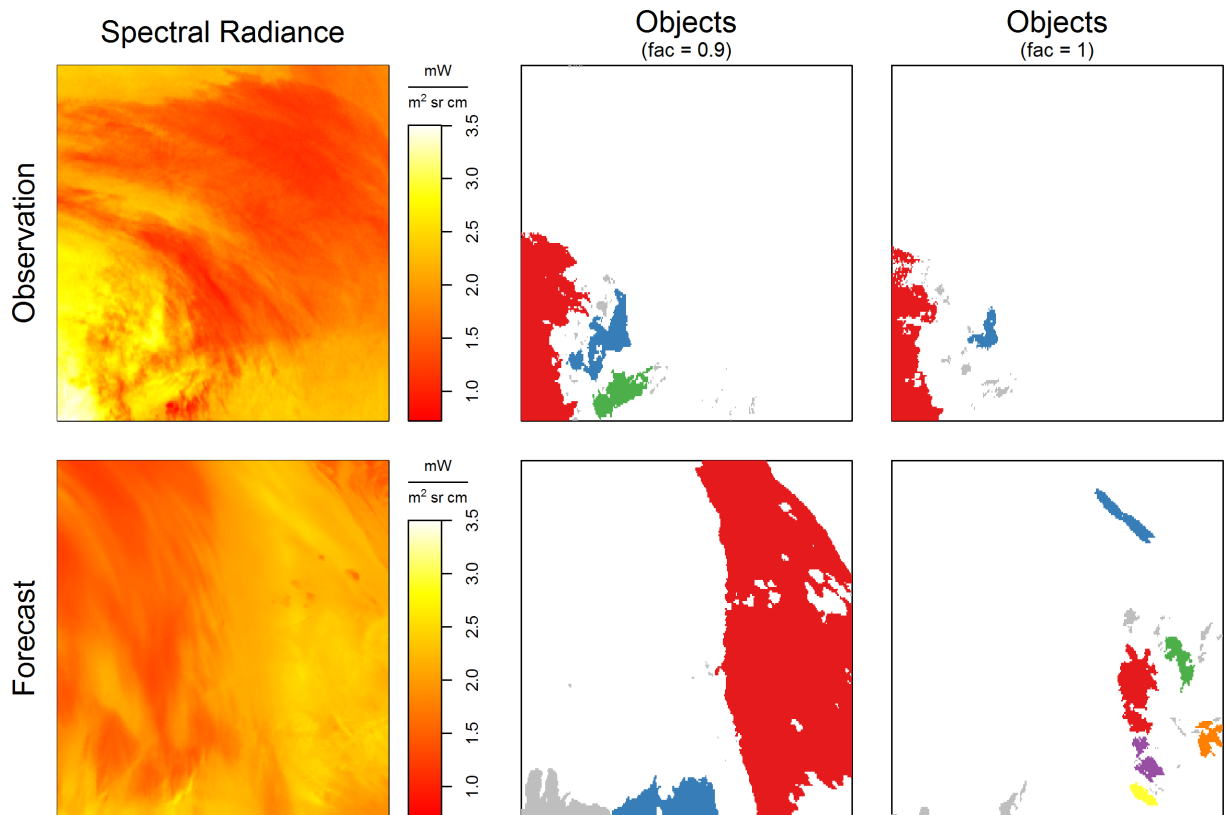 Spectral Radiance
Objects
(fac = 0.9)
Objects
(fac = 1)
Observation
mW
m² sr cm
3.5
3.0
2.5
2.0
1.5
1.0
Forecast
mW
m² sr cm
3.5
3.0
2.5
2.0
1.5
1.0